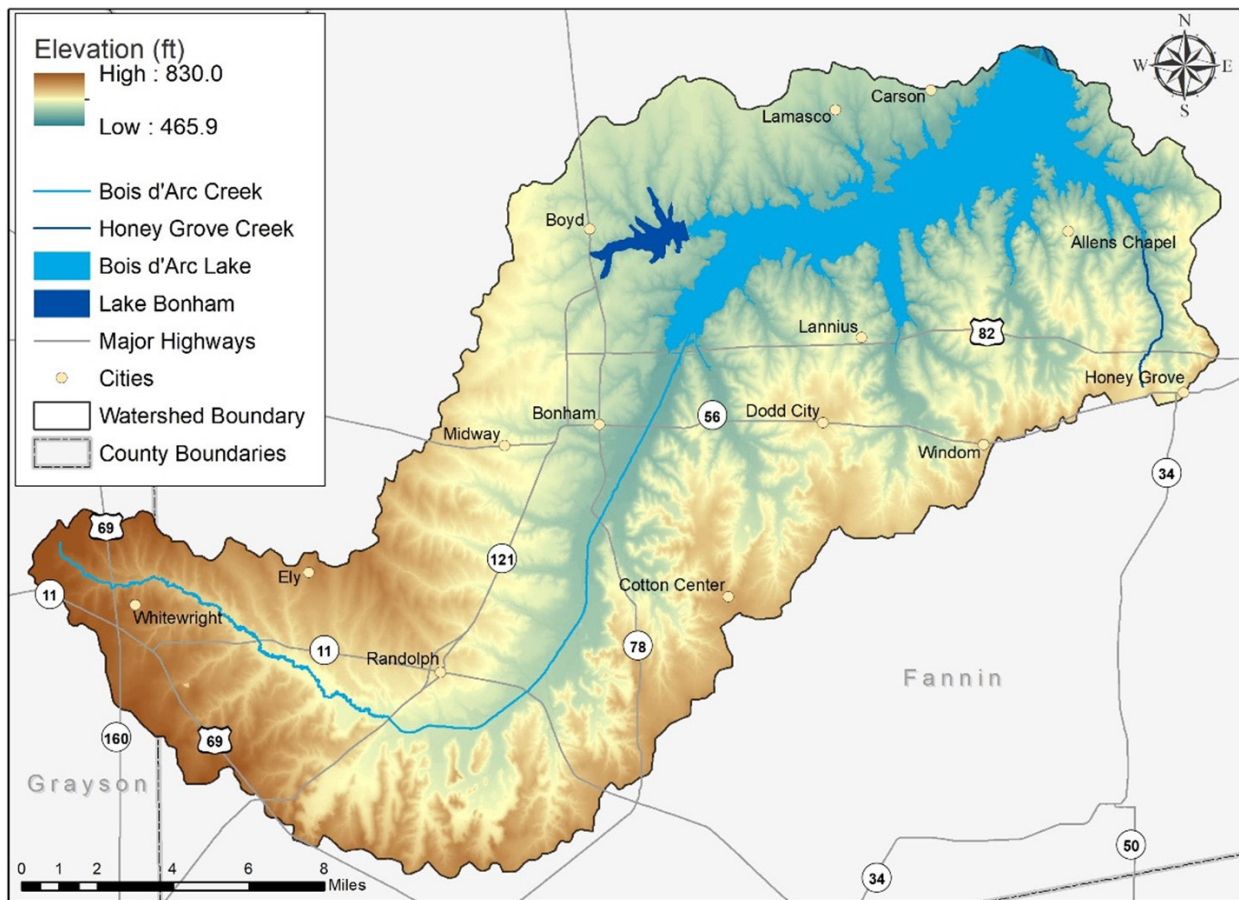 Elevation (ft)
High : 830.0
Low : 465.9
Bois d'Arc Creek
Honey Grove Creek
Bois d'Arc Lake
Lake Bonham
Major Highways
Cities
Watershed Boundary
County Boundaries
N
W E
S
Carson
Lamasco
Boyd
Allens Chapel
Lannius
82
Honey Grove
Bonham
56
Dodd City
Midway
Windom
34
69
121
Ely
Cotton Center
11
Whitewright
11
78
Randolph
Fannin
160
69
Grayson
50
34
0 1 2 4 6 8
Miles